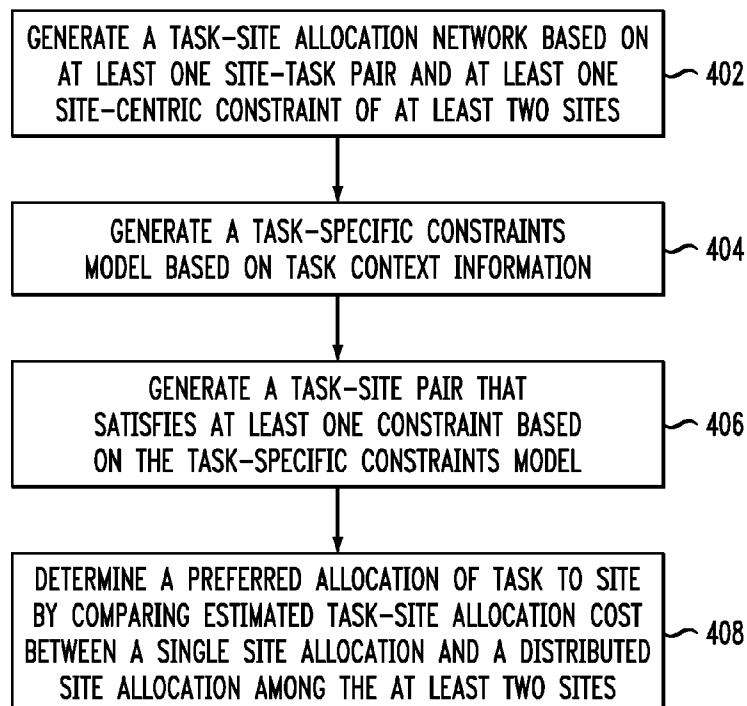 GENERATE A TASK-SITE ALLOCATION NETWORK BASED ON
AT LEAST ONE SITE-TASK PAIR AND AT LEAST ONE
SITE-CENTRIC CONSTRAINT OF AT LEAST TWO SITES
402
GENERATE A TASK-SPECIFIC CONSTRAINTS
MODEL BASED ON TASK CONTEXT INFORMATION
404
GENERATE A TASK-SITE PAIR THAT
SATISFIES AT LEAST ONE CONSTRAINT BASED
ON THE TASK-SPECIFIC CONSTRAINTS MODEL
406
DETERMINE A PREFERRED ALLOCATION OF TASK TO SITE
BY COMPARING ESTIMATED TASK-SITE ALLOCATION COST
BETWEEN A SINGLE SITE ALLOCATION AND A DISTRIBUTED
SITE ALLOCATION AMONG THE AT LEAST TWO SITES
408